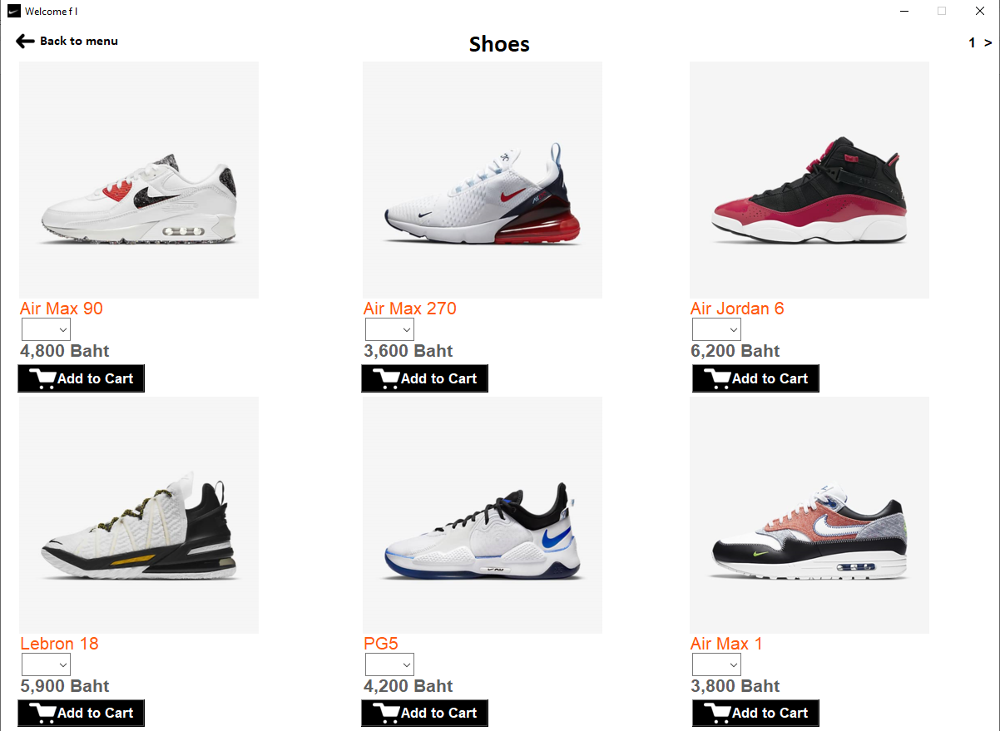 Welcome f l
Back to menu
Shoes
1 >
Air Max 90
4,800 Baht
Add to Cart
Air Max 270
3,600 Baht
Add to Cart
Air Jordan 6
6,200 Baht
Add to Cart
Lebron 18
5,900 Baht
Add to Cart
PG5
4,200 Baht
Add to Cart
Air Max 1
3,800 Baht
Add to Cart